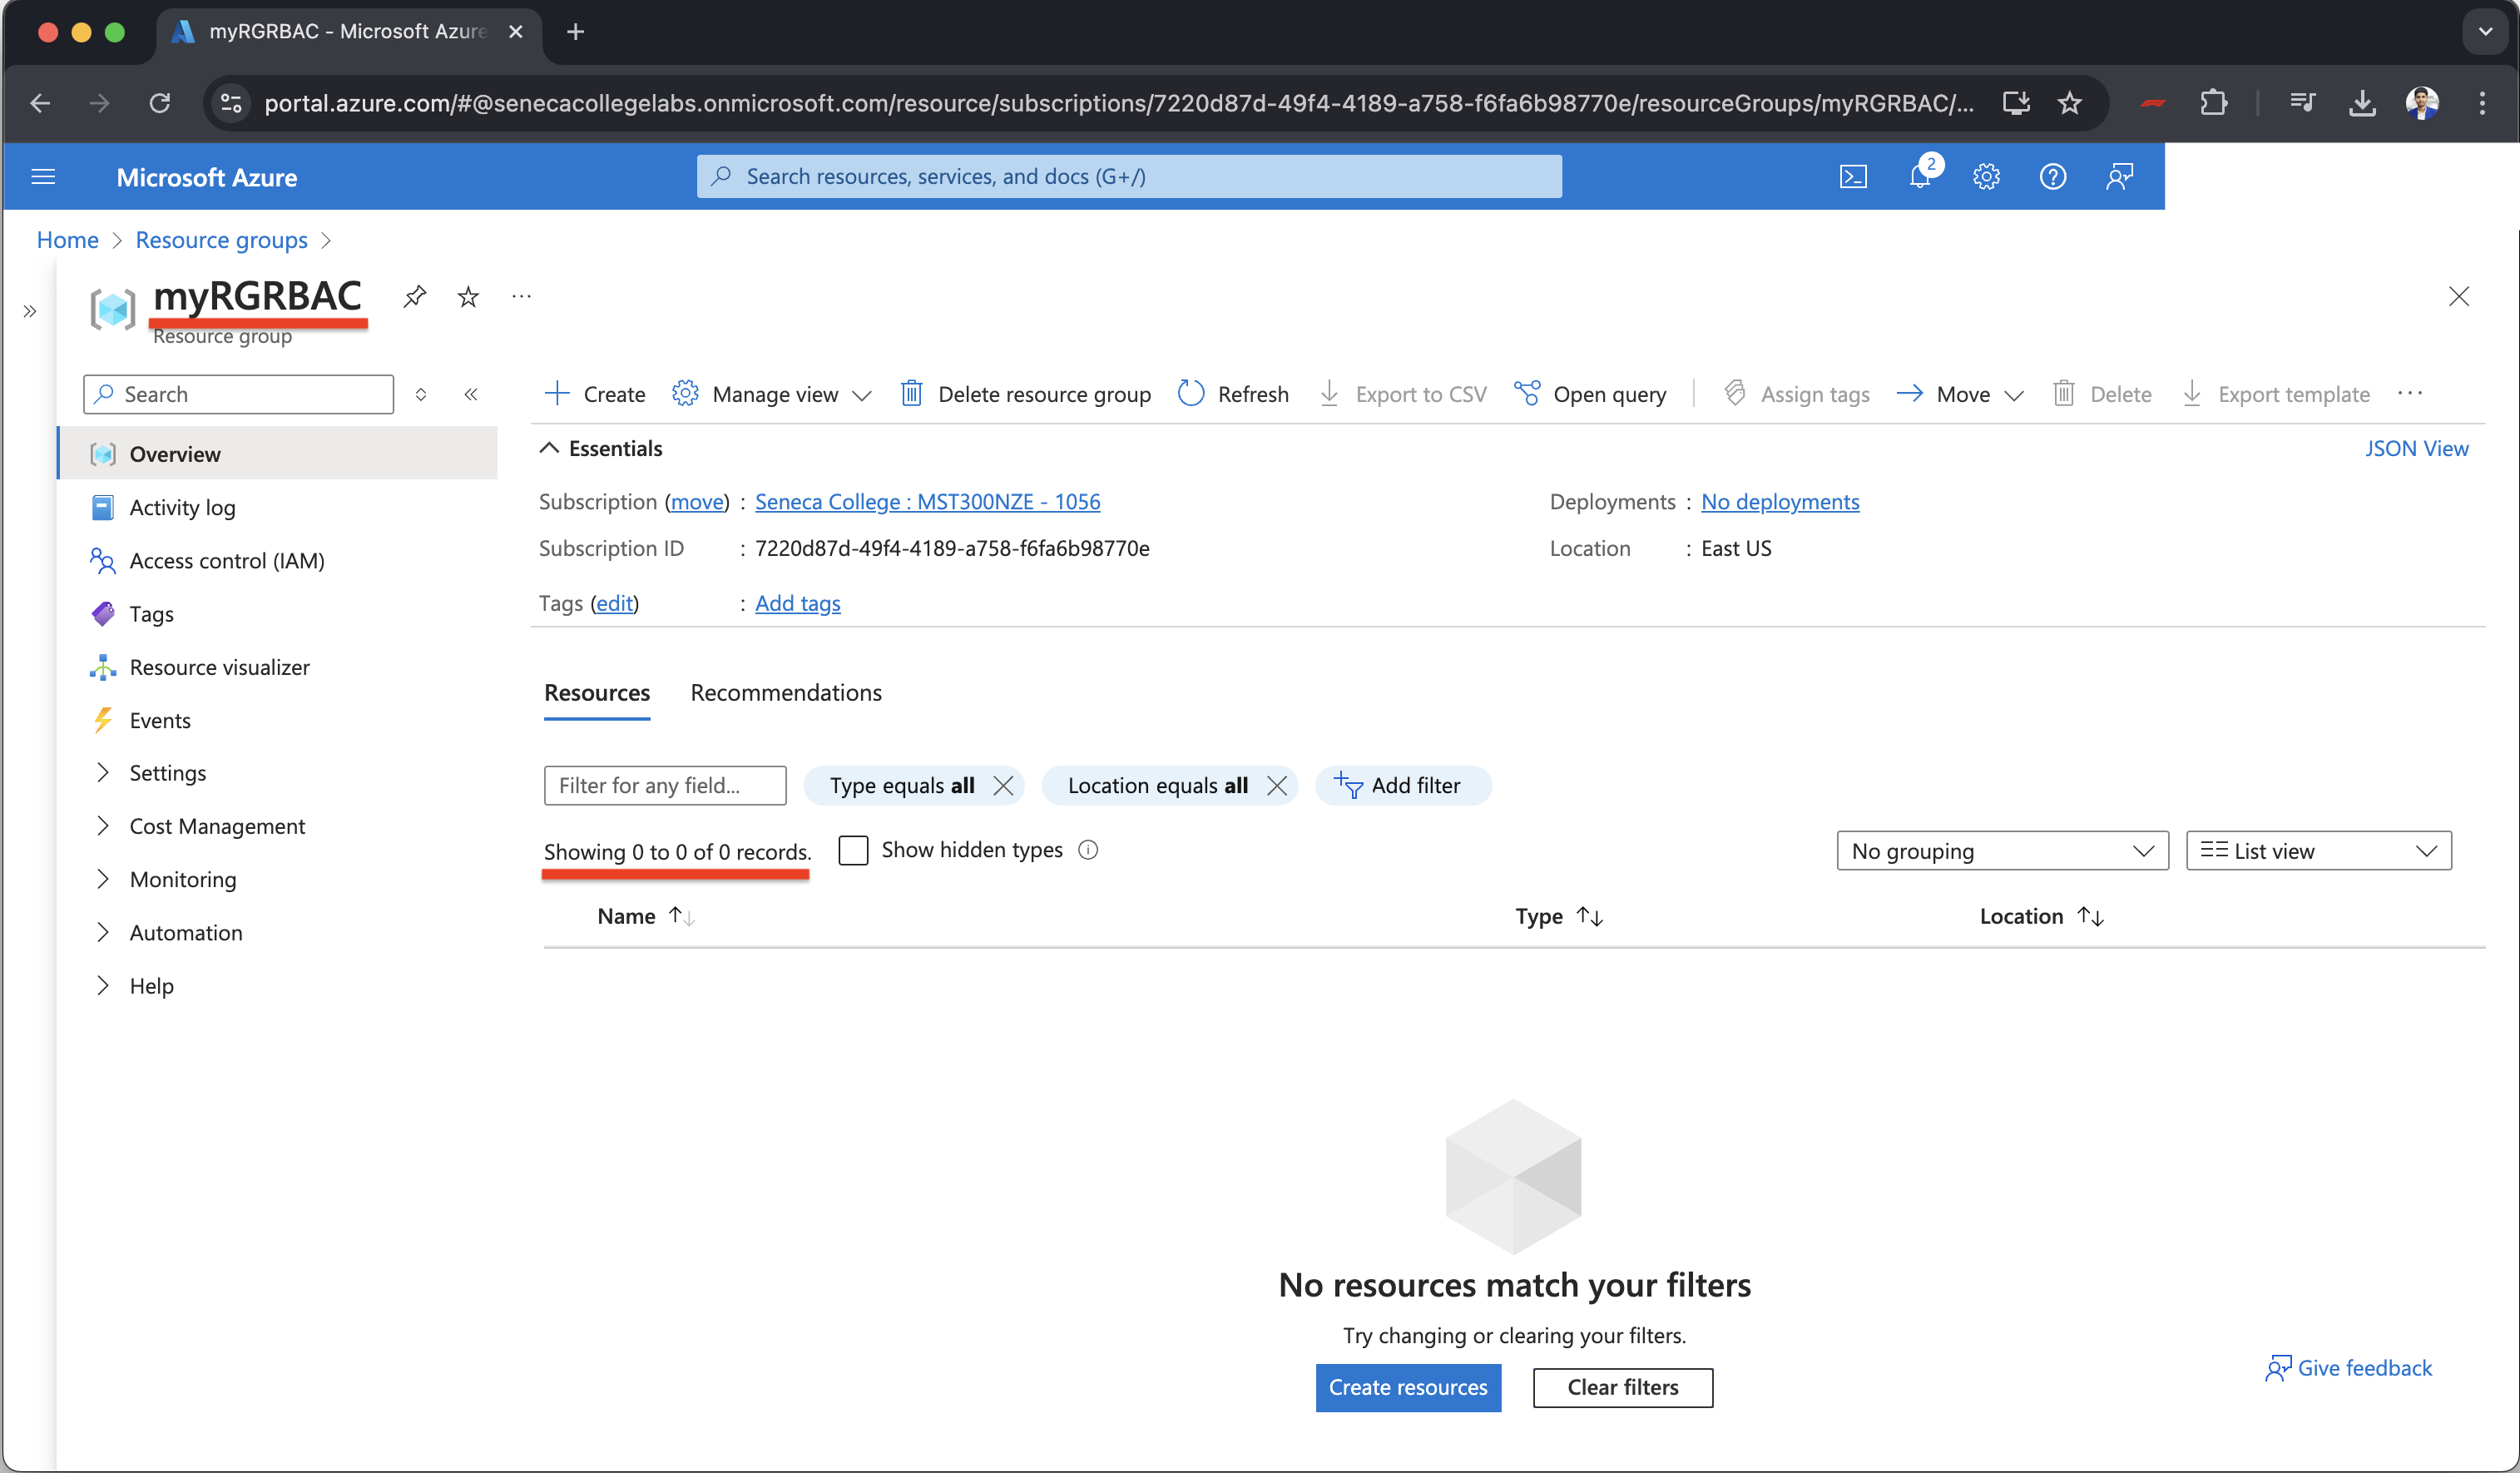 myRGRBAC - Microsoft Azure
portal.azure.com/#@senecacollegelabs.onmicrosoft.com/resource/subscriptions/7220d87d-49f4-4189-a758-f6fa6b98770e/resourceGroups/myRGRBAC/...
Microsoft Azure
Search resources, services, and docs (G+/)
2
Home > Resource groups >
myRGRBAC
Resource group
Search
Create Manage view Delete resource group Refresh Export to CSV Open query Assign tags Move Delete Export template
Overview
Activity log
Access control (IAM)
Tags
Resource visualizer
Events
Settings
Cost Management
Monitoring
Automation
Help
Essentials
JSON View
Subscription (move) : Seneca College : MST300NZE - 1056
Deployments : No deployments
Subscription ID : 7220d87d-49f4-4189-a758-f6fa6b98770e
Location : East US
Tags (edit) : Add tags
Resources Recommendations
Filter for any field... Type equals all Location equals all Add filter
Showing 0 to 0 of 0 records. Show hidden types No grouping List view
Name Type Location
No resources match your filters
Try changing or clearing your filters.
Create resources Clear filters
Give feedback